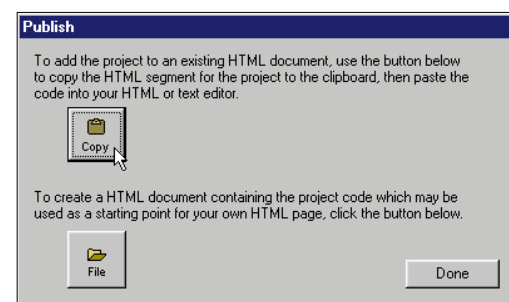 Publish
To add the project to an existing HTML document, use the button below
to copy the HTML segment for the project to the clipboard, then paste the
code into your HTML or text editor.
Copy
To create a HTML document containing the project code which may be
used as a starting point for your own HTML page, click the button below.
File
Done